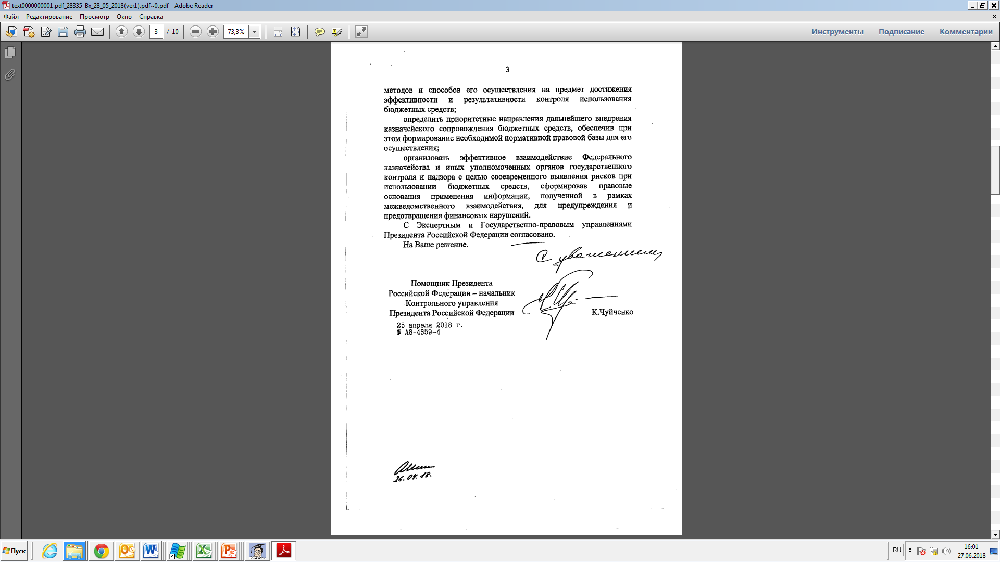 text0000000001.pdf_28335-Вх_28_05_2018(ver1).pdf~0.pdf - Adobe Reader
Файл Редактирование Просмотр Окно Справка
3 / 10 73,3% Инструменты Подписание Комментарии
3
методов и способов его осуществления на предмет достижения
эффективности и результативности контроля использования
бюджетных средств;
определить приоритетные направления дальнейшего внедрения
казначейского сопровождения бюджетных средств, обеспечив при
этом формирование необходимой нормативной правовой базы для его
осуществления;
организовать эффективное взаимодействие Федерального
казначейства и иных уполномоченных органов государственного
контроля и надзора с целью своевременного выявления рисков при
использовании бюджетных средств, сформировав правовые
основания применения информации, полученной в рамках
межведомственного взаимодействия, для предупреждения и
предотвращения финансовых нарушений.
С Экспертным и Государственно-правовым управлениями
Президента Российской Федерации согласовано.
На Ваше решение.
С уважением,
Помощник Президента
Российской Федерации – начальник
Контрольного управления
Президента Российской Федерации К.Чуйченко
25 апреля 2018 г.
№ А8-4359-4
26.04.18.
Пуск RU 16:01
27.06.2018